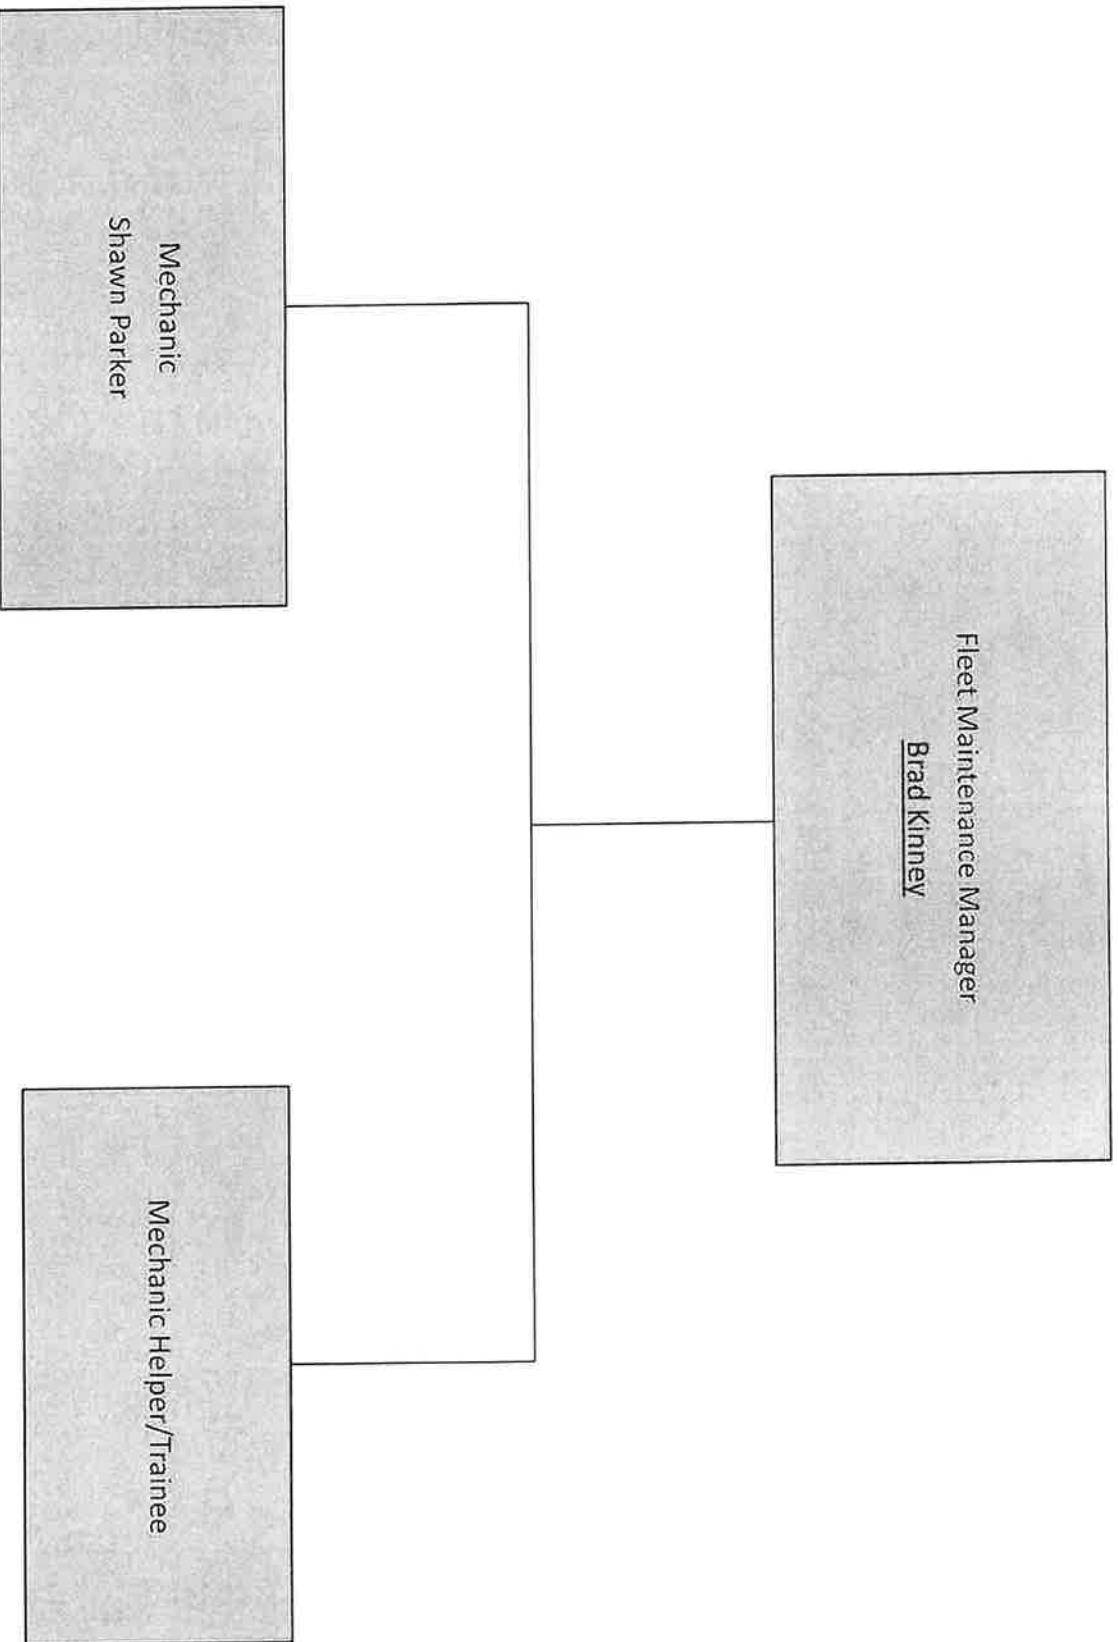 Fleet Maintenance Manager
Brad Kinney
Mechanic
Shawn Parker
Mechanic Helper/Trainee